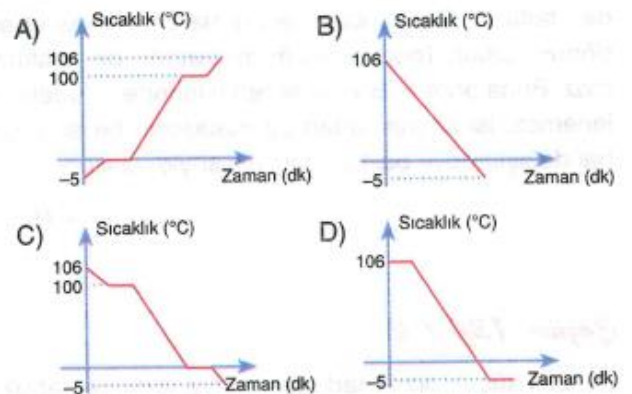 A)
Sıcaklık (°C)
106
100
-5
Zaman (dk)
B)
Sıcaklık (°C)
106
-5
Zaman (dk)
C)
Sıcaklık (°C)
106
100
-5
Zaman (dk)
D)
Sıcaklık (°C)
106
-5
Zaman (dk)